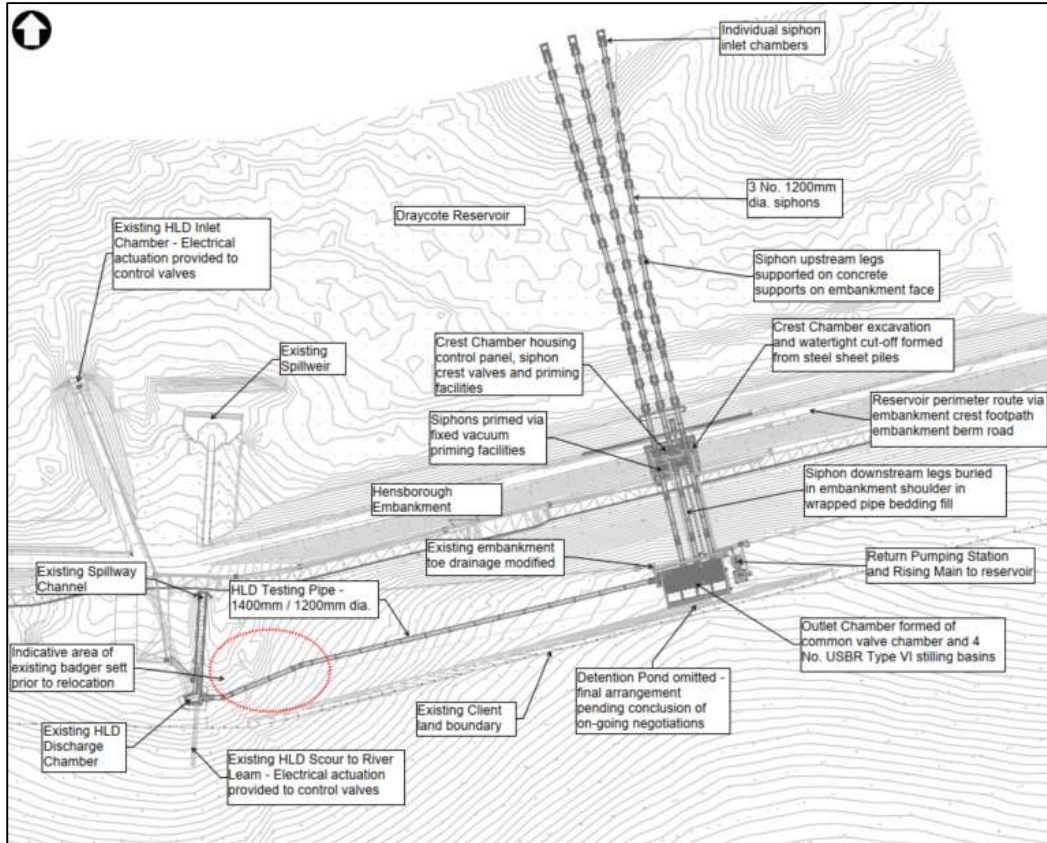 Individual siphon
inlet chambers
3 No. 1200mm
dia. siphons
Draycote Reservoir
Existing HLD Inlet
Chamber - Electrical
actuation provided to
control valves
Siphon upstream legs
supported on concrete
supports on embankment face
Existing
Spillweir
Crest Chamber housing
control panel, siphon
crest valves and priming
facilities
Crest Chamber excavation
and watertight cut-off formed
from steel sheet piles
Siphons primed via
fixed vacuum
priming facilities
Reservoir perimeter route via
embankment crest footpath
embankment berm road
Hensborough
Embankment
Siphon downstream legs buried
in embankment shoulder in
wrapped pipe bedding fill
Existing embankment
toe drainage modified
Return Pumping Station
and Rising Main to reservoir
Existing Spillway
Channel
HLD Testing Pipe -
1400mm / 1200mm dia.
Outlet Chamber formed of
common valve chamber and 4
No. USBR Type VI stilling basins
Indicative area of
existing badger sett
prior to relocation
Detention Pond omitted -
final arrangement
pending conclusion of
on-going negotiations
Existing Client
land boundary
Existing HLD
Discharge
Chamber
Existing HLD Scour to River
Leam - Electrical actuation
provided to control valves